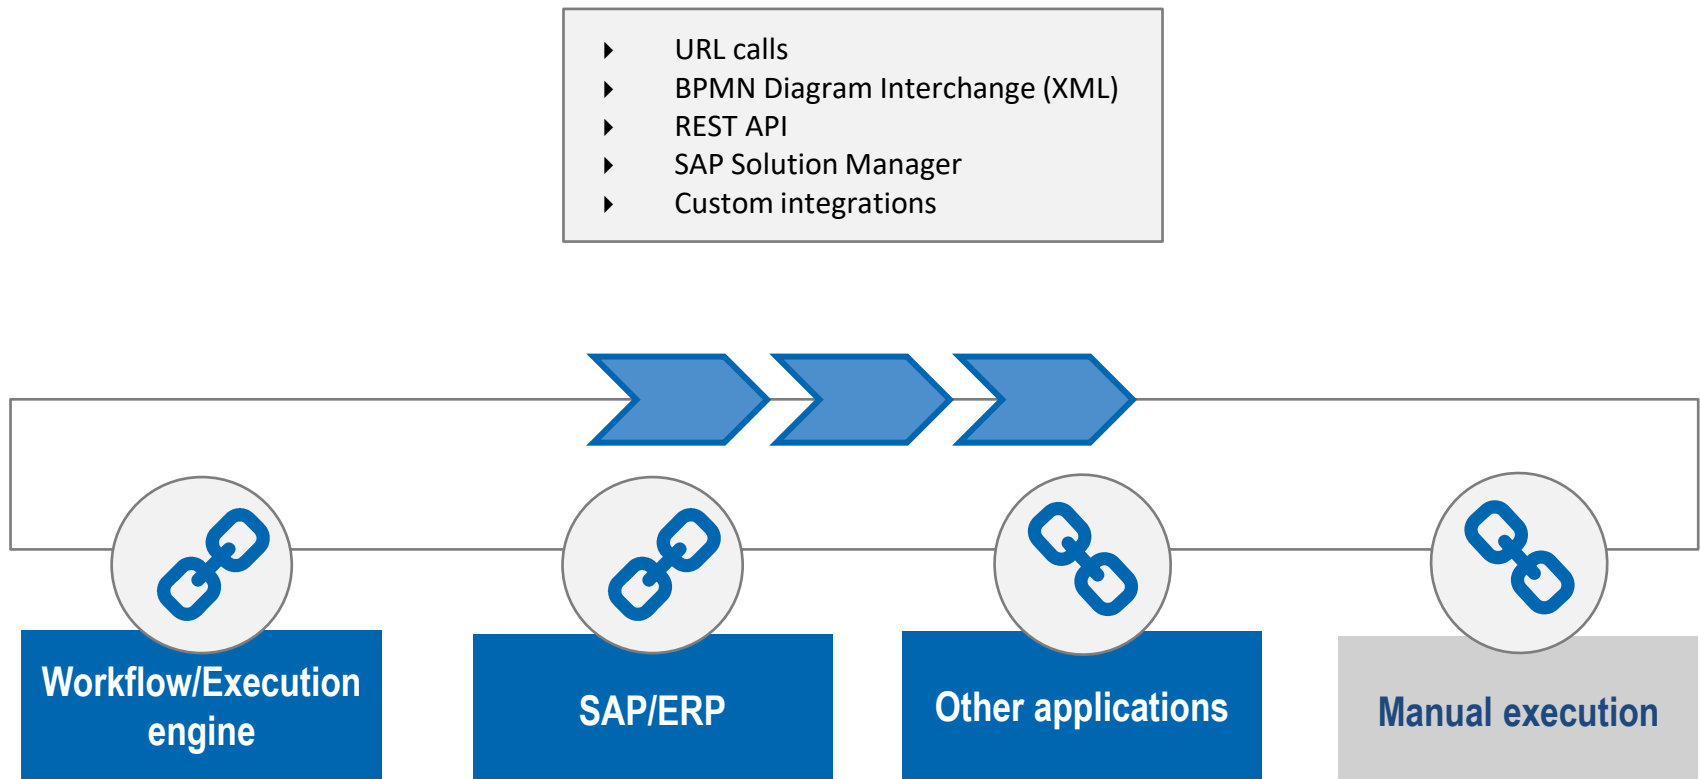 URL calls
BPMN Diagram Interchange (XML)
REST API
SAP Solution Manager
Custom integrations
Workflow/Execution
engine
SAP/ERP
Other applications
Manual execution